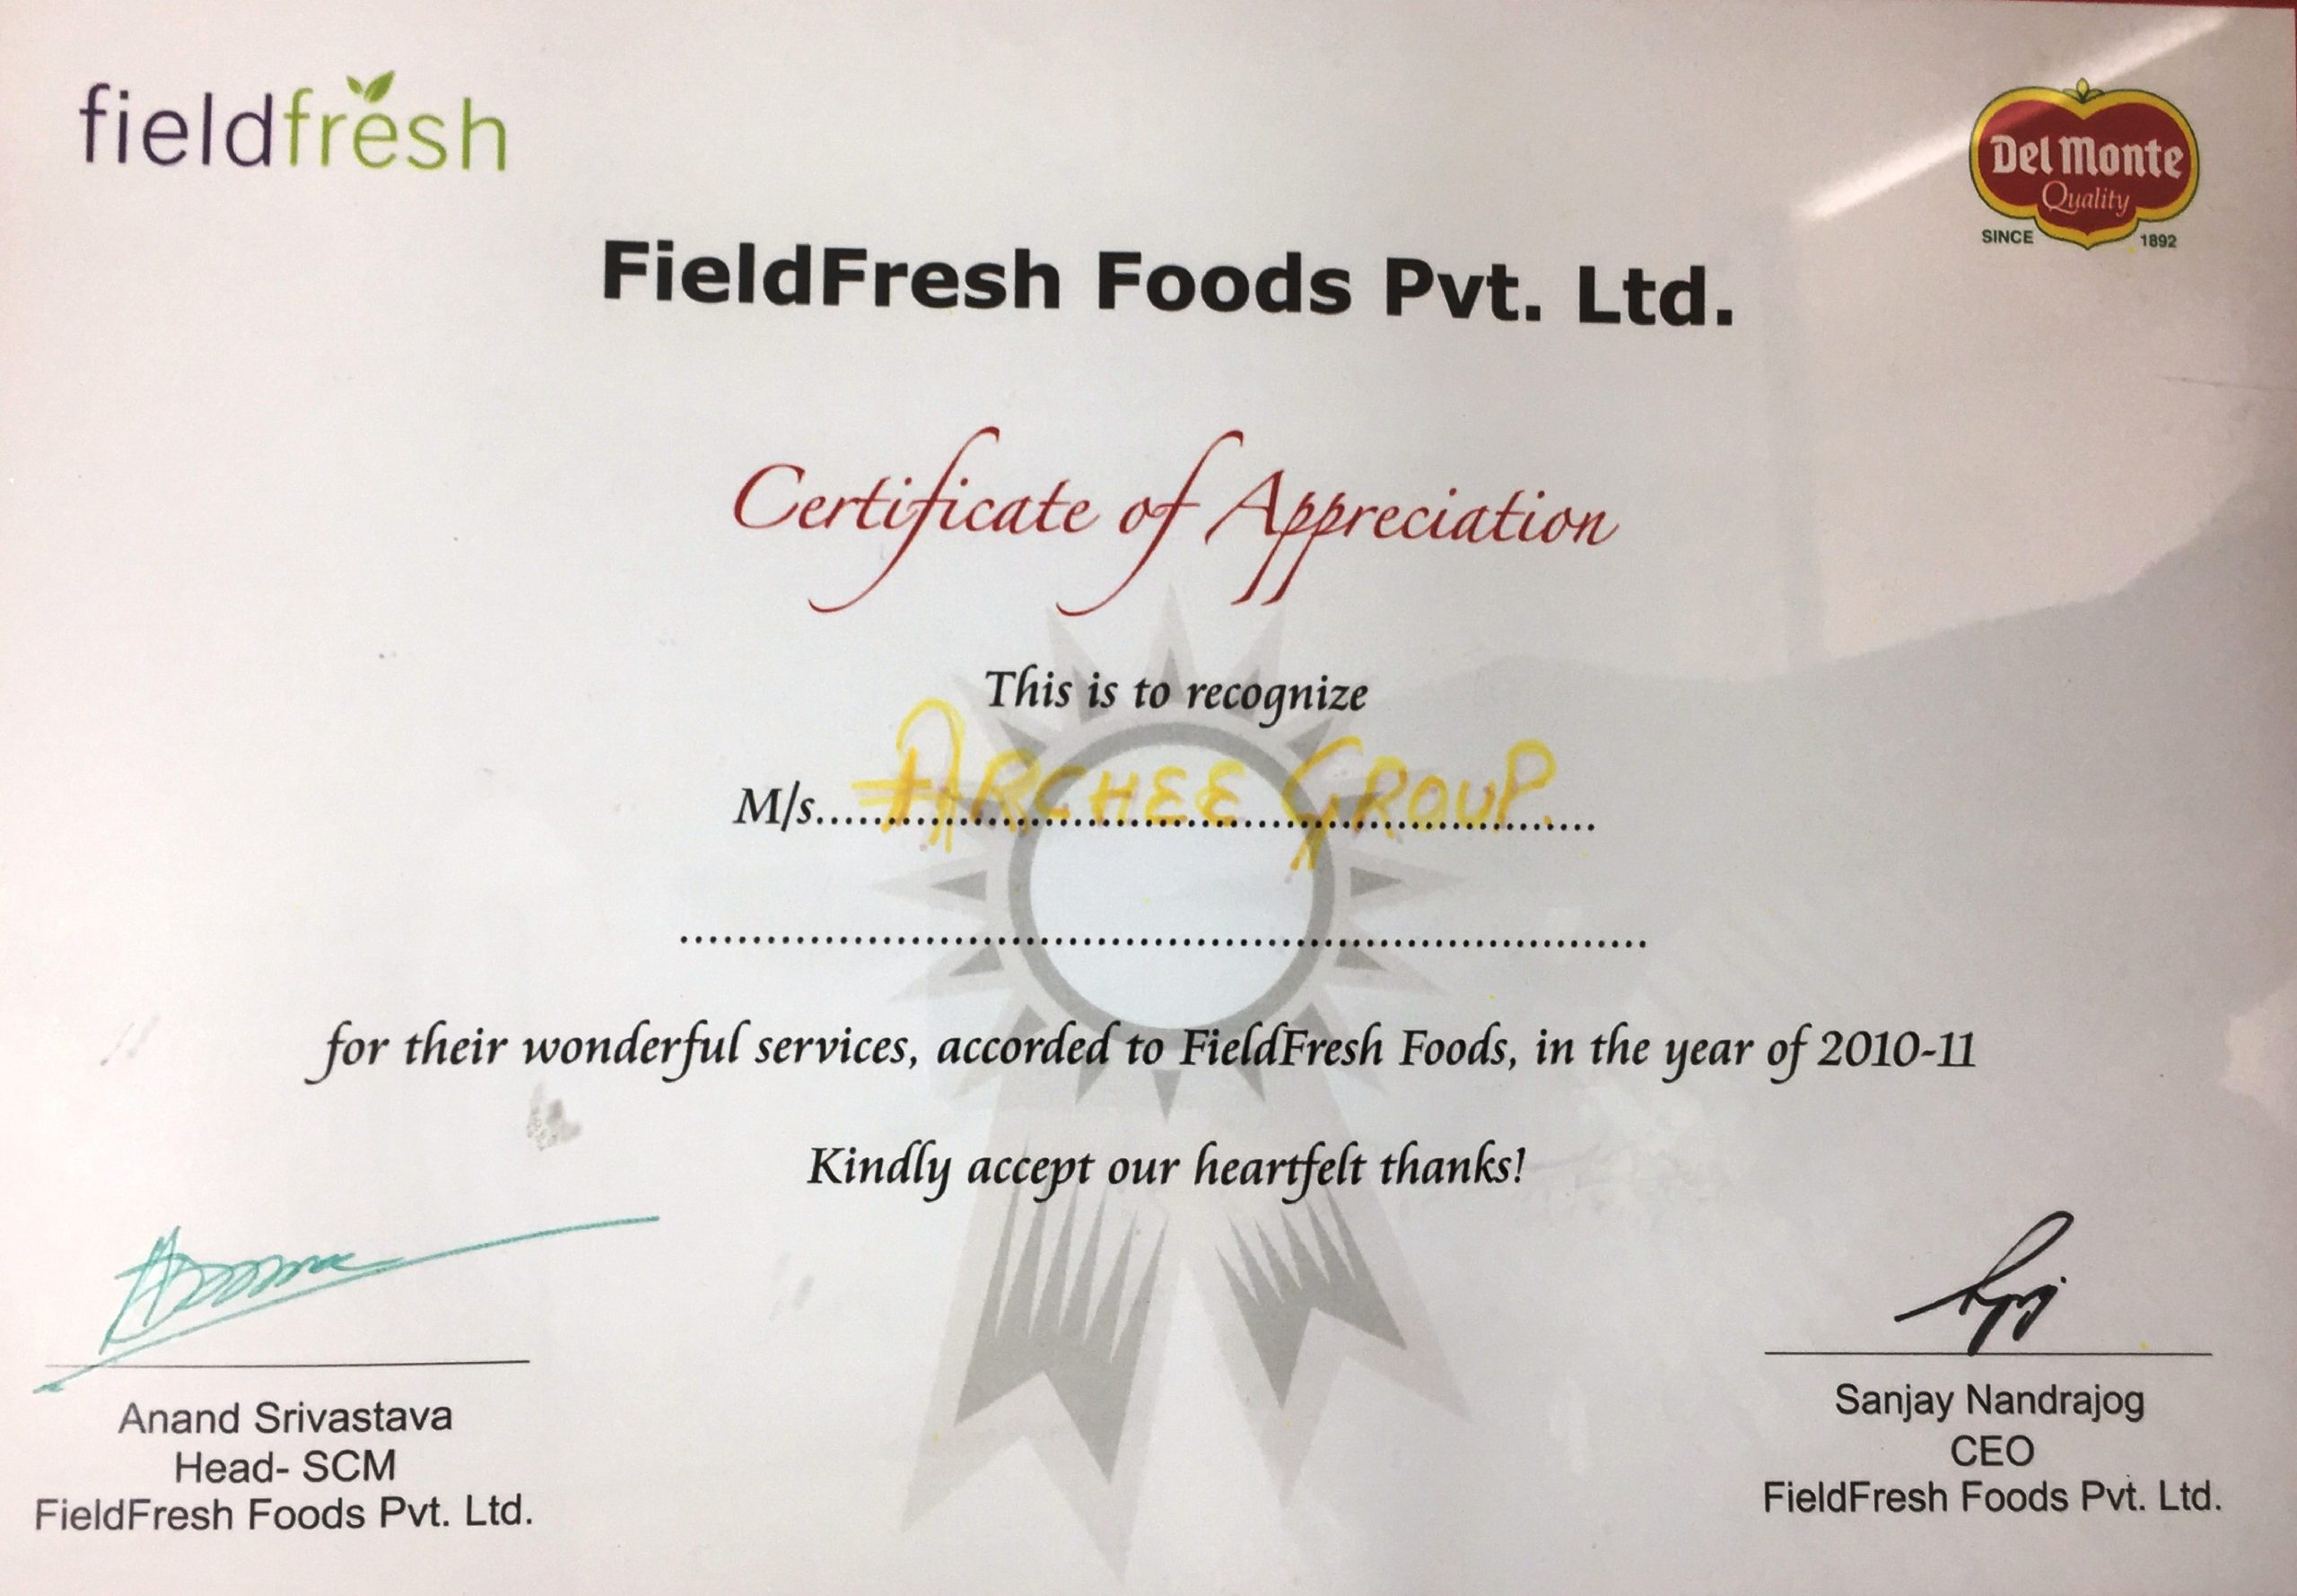 fieldfresh
Del Monte
Quality
SINCE 1892
FieldFresh Foods Pvt. Ltd.
Certificate of Appreciation
This is to recognize
M/s....ARCHEE GROUP....
for their wonderful services, accorded to FieldFresh Foods, in the year of 2010-11
Kindly accept our heartfelt thanks!
Anand Srivastava
Head- SCM
FieldFresh Foods Pvt. Ltd.
Sanjay Nandrajog
CEO
FieldFresh Foods Pvt. Ltd.